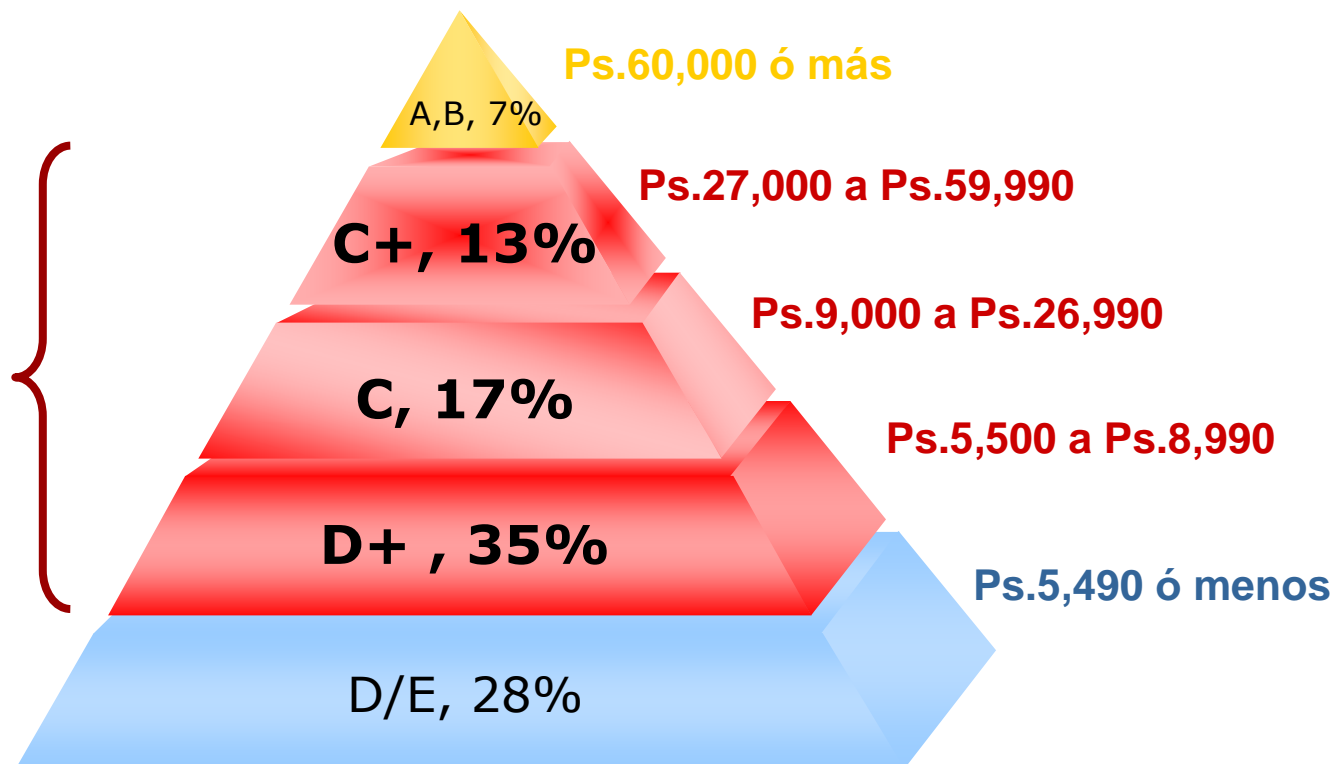 Ps.60,000 ó más
A,B, 7%
Ps.27,000 a Ps.59,990
C+, 13%
Ps.9,000 a Ps.26,990
C, 17%
Ps.5,500 a Ps.8,990
D+ , 35%
Ps.5,490 ó menos
D/E, 28%